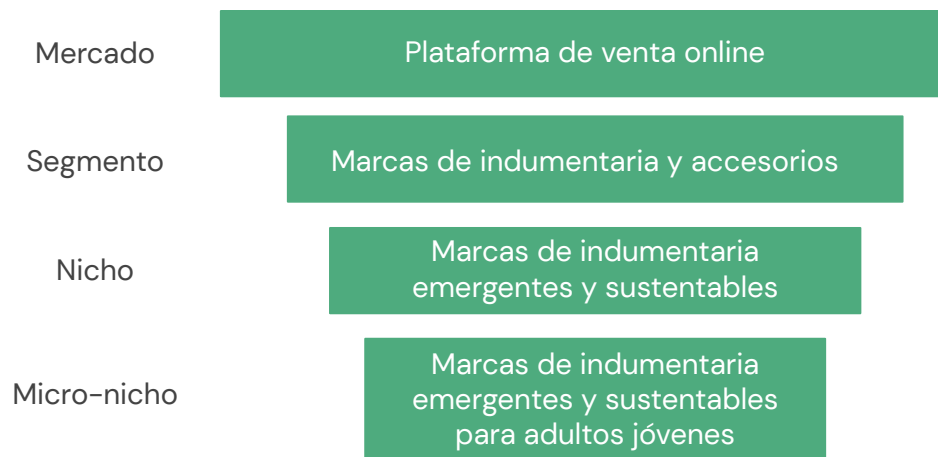 Mercado
Plataforma de venta online
Segmento
Marcas de indumentaria y accesorios
Nicho
Marcas de indumentaria
emergentes y sustentables
Micro-nicho
Marcas de indumentaria
emergentes y sustentables
para adultos jóvenes